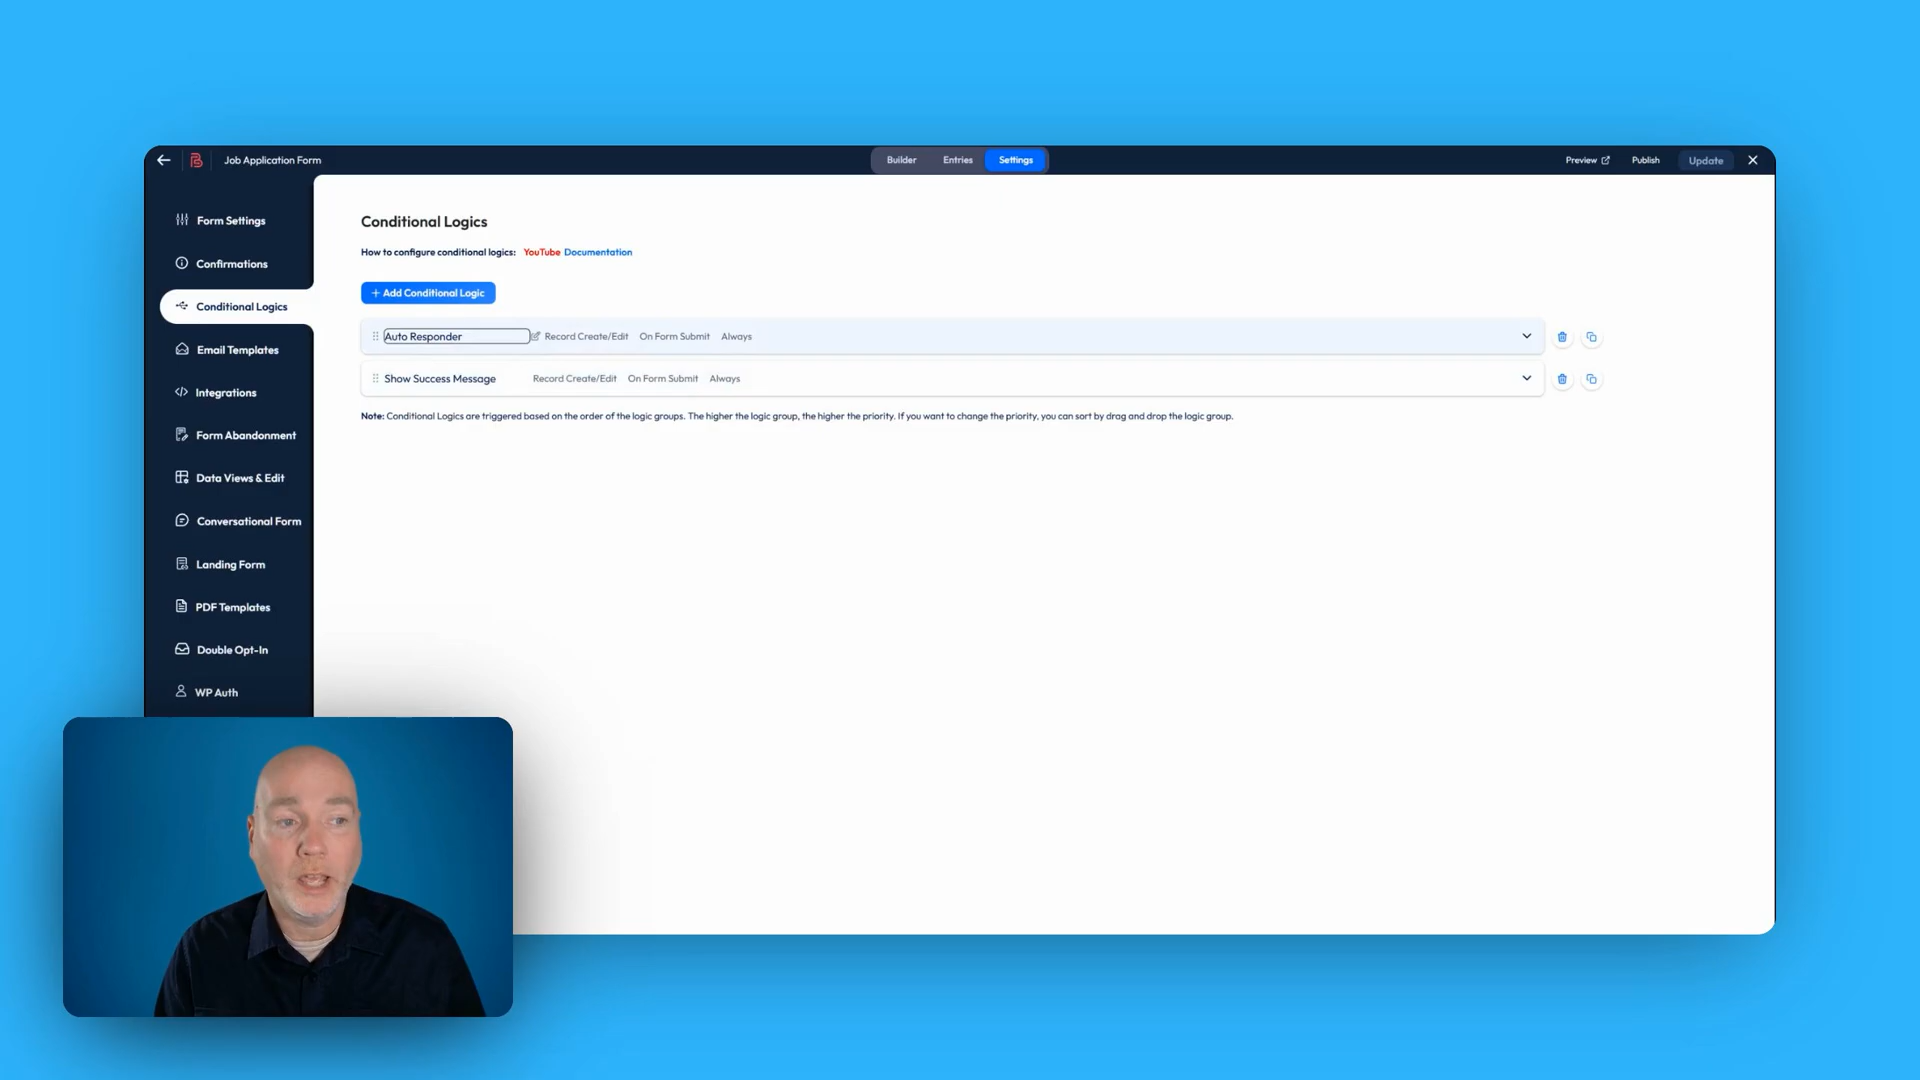 Job Application Form
Builder Entries Settings
Preview Publish Update
Form Settings
Confirmations
Conditional Logics
Email Templates
Integrations
Form Abandonment
Data Views & Edit
Conversational Form
Landing Form
PDF Templates
Double Opt-In
WP Auth
Conditional Logics
How to configure conditional logics: YouTube Documentation
+ Add Conditional Logic
Auto Responder Record Create/Edit On Form Submit Always
Show Success Message Record Create/Edit On Form Submit Always
Note: Conditional Logics are triggered based on the order of the logic groups. The higher the logic group, the higher the priority. If you want to change the priority, you can sort by drag and drop the logic group.